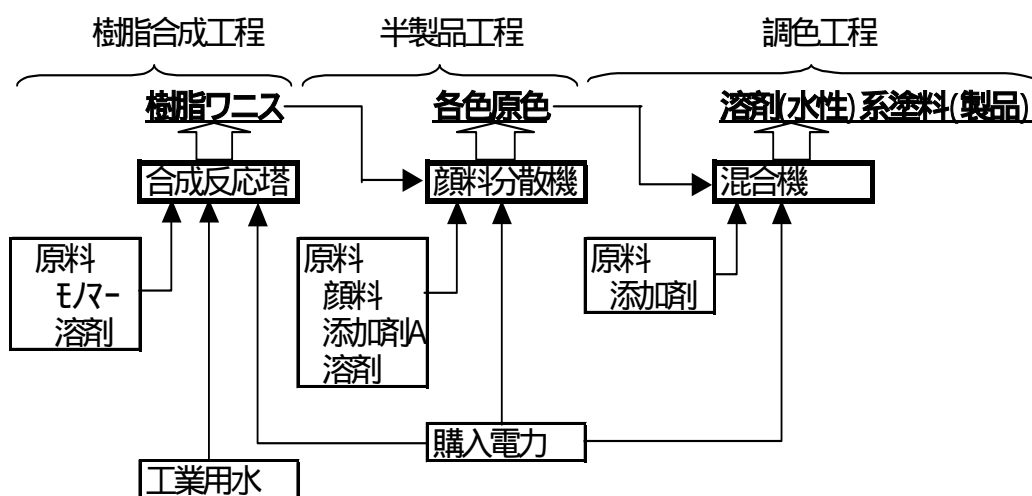 樹脂合成工程
半製品工程
調色工程
樹脂ワニス
各色原色
溶剤(水性)系塗料(製品)
合成反応塔
顔料分散機
混合機
原料
モノマー
溶剤
原料
顔料
添加剤A
溶剤
原料
添加剤
購入電力
工業用水